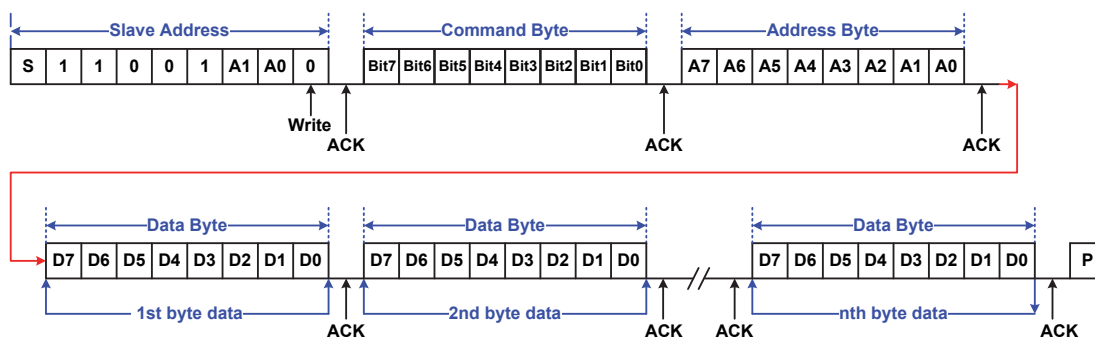 Slave Address Command Byte Address Byte
S 1 1 0 0 1 A1 A0 0 Bit7 Bit6 Bit5 Bit4 Bit3 Bit2 Bit1 Bit0 A7 A6 A5 A4 A3 A2 A1 A0
Write
ACK ACK ACK
Data Byte Data Byte Data Byte
D7 D6 D5 D4 D3 D2 D1 D0 D7 D6 D5 D4 D3 D2 D1 D0 D7 D6 D5 D4 D3 D2 D1 D0 P
1st byte data 2nd byte data nth byte data
ACK ACK ACK ACK